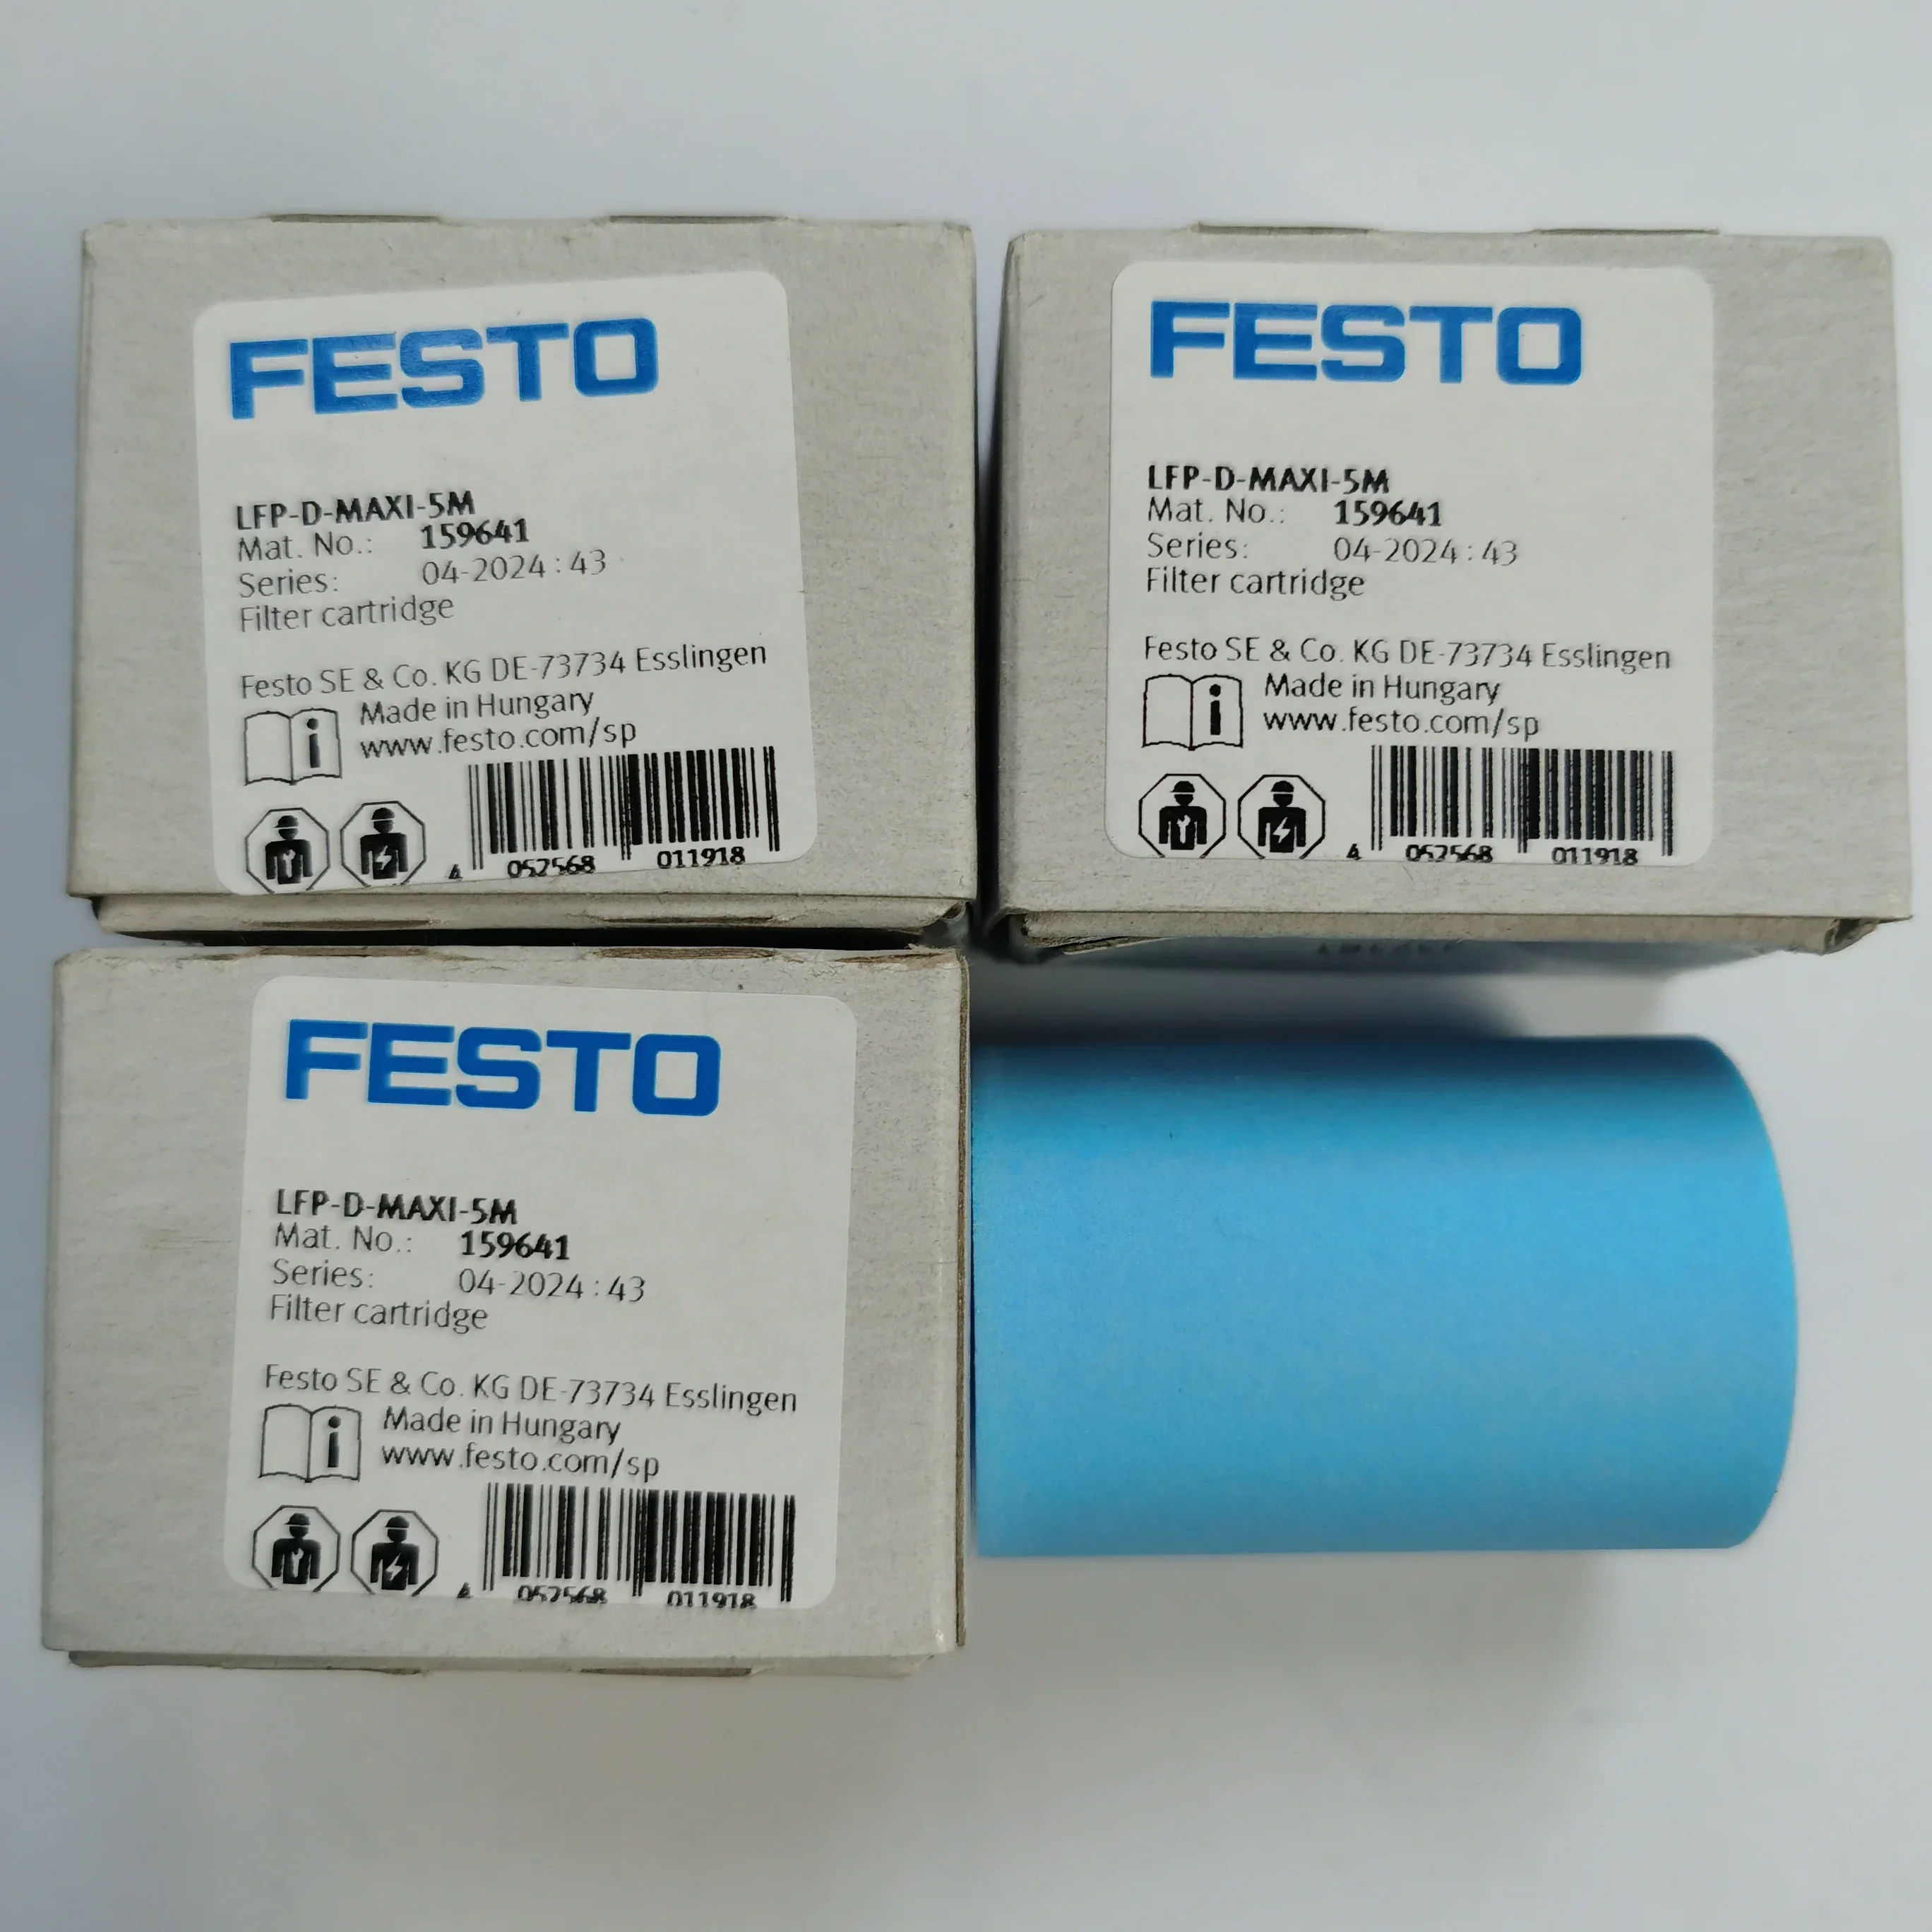 FESTO
LFP-D-MAXI-5M
Mat. No.: 159641
Series: 04-2024:43
Filter cartridge
Festo SE & Co. KG DE-73734 Esslingen
Made in Hungary
www.festo.com/sp
4 052568 011918
FESTO
LFP-D-MAXI-5M
Mat. No.: 159641
Series: 04-2024:43
Filter cartridge
Festo SE & Co. KG DE-73734 Esslingen
Made in Hungary
www.festo.com/sp
4 052568 011918
FESTO
LFP-D-MAXI-5M
Mat. No.: 159641
Series: 04-2024:43
Filter cartridge
Festo SE & Co. KG DE-73734 Esslingen
Made in Hungary
www.festo.com/sp
4 052568 011918